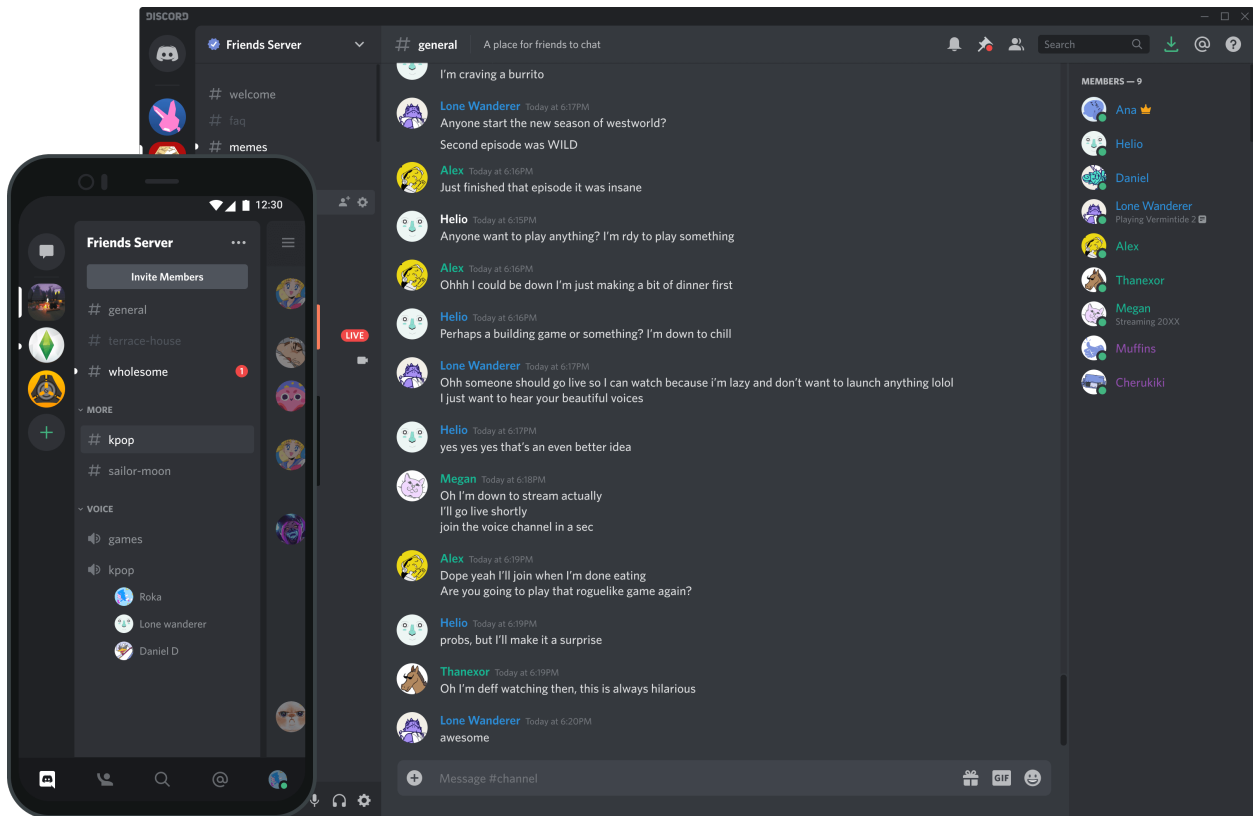 DISCORD
Friends Server
# welcome
# faq
# memes
# general
A place for friends to chat
Search
I'm craving a burrito
Lone Wanderer Today at 6:17PM
Anyone start the new season of westworld?
Second episode was WILD
Alex Today at 6:16PM
Just finished that episode it was insane
Helio Today at 6:15PM
Anyone want to play anything? I'm rdy to play something
Alex Today at 6:16PM
Ohhh I could be down I'm just making a bit of dinner first
Helio Today at 6:16PM
Perhaps a building game or something? I'm down to chill
Lone Wanderer Today at 6:17PM
Ohh someone should go live so I can watch because i'm lazy and don't want to launch anything lolol
I just want to hear your beautiful voices
Helio Today at 6:17PM
yes yes yes that's an even better idea
Megan Today at 6:18PM
Oh I'm down to stream actually
I'll go live shortly
join the voice channel in a sec
Alex Today at 6:19PM
Dope yeah I'll join when I'm done eating
Are you going to play that roguelike game again?
Helio Today at 6:19PM
probs, but I'll make it a surprise
Thanexor Today at 6:19PM
Oh I'm deff watching then, this is always hilarious
Lone Wanderer Today at 6:20PM
awesome
Message #channel
GIF
MEMBERS — 9
Ana
Helio
Daniel
Lone Wanderer
Playing Vermintide 2
Alex
Thanexor
Megan
Streaming 20XX
Muffins
Cherukiki
LIVE
12:30
Friends Server
Invite Members
# general
# terrace-house
# wholesome 1
MORE
# kpop
# sailor-moon
VOICE
games
kpop
Roka
Lone wanderer
Daniel D